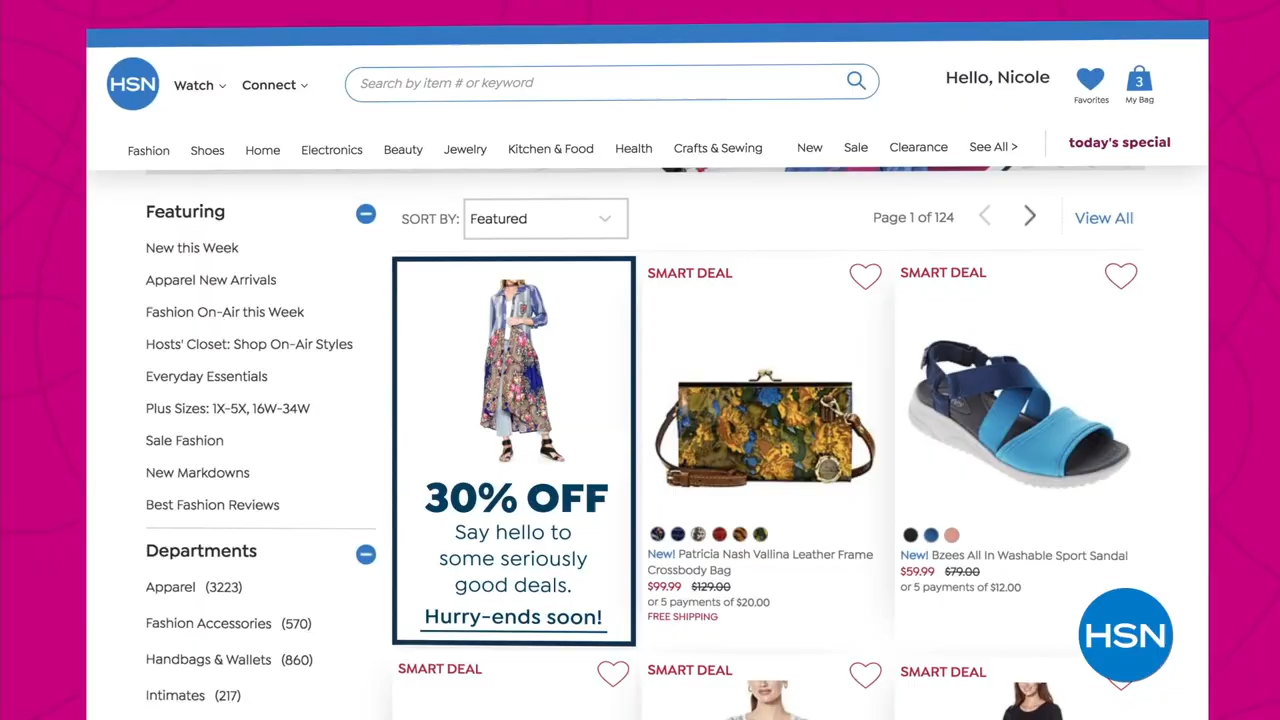 HSN
Watch
Connect
Search by item # or keyword
Hello, Nicole
Favorites
3
My Bag
Fashion
Shoes
Home
Electronics
Beauty
Jewelry
Kitchen & Food
Health
Crafts & Sewing
New
Sale
Clearance
See All >
today's special
Featuring
New this Week
Apparel New Arrivals
Fashion On-Air this Week
Hosts' Closet: Shop On-Air Styles
Everyday Essentials
Plus Sizes: 1X-5X, 16W-34W
Sale Fashion
New Markdowns
Best Fashion Reviews
Departments
Apparel (3223)
Fashion Accessories (570)
Handbags & Wallets (860)
Intimates (217)
SORT BY: Featured
Page 1 of 124
View All
30% OFF
Say hello to
some seriously
good deals.
Hurry-ends soon!
SMART DEAL
New! Patricia Nash Vallina Leather Frame
Crossbody Bag
$99.99 $129.00
or 5 payments of $20.00
FREE SHIPPING
SMART DEAL
New! Bzees All In Washable Sport Sandal
$59.99 $79.00
or 5 payments of $12.00
SMART DEAL
SMART DEAL
SMART DEAL
HSN